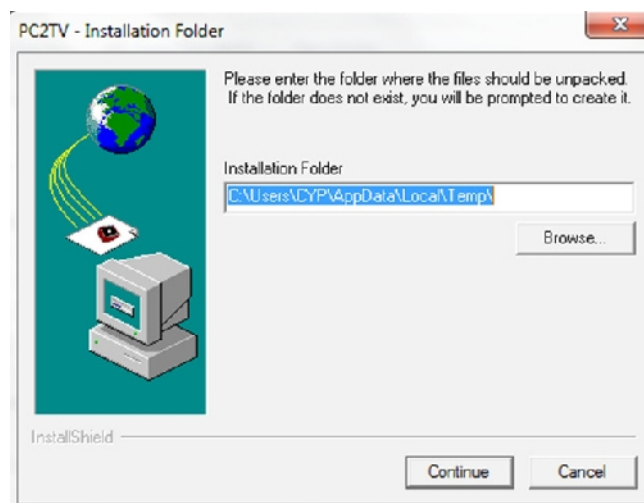 PC2TV - Installation Folder
Please enter the folder where the files should be unpacked.
If the folder does not exist, you will be prompted to create it.
Installation Folder
C:\Users\CYP\AppData\Local\Temp\
Browse...
InstallShield
Continue
Cancel